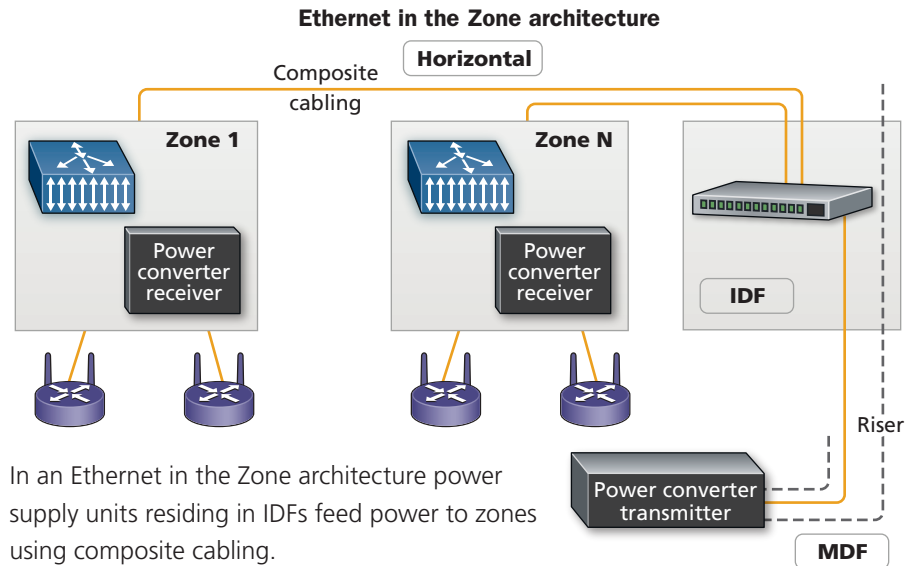 Ethernet in the Zone architecture
Horizontal
Composite
cabling
Zone 1
Zone N
Power
converter
receiver
Power
converter
receiver
IDF
Riser
In an Ethernet in the Zone architecture power
supply units residing in IDFs feed power to zones
using composite cabling.
Power converter
transmitter
MDF